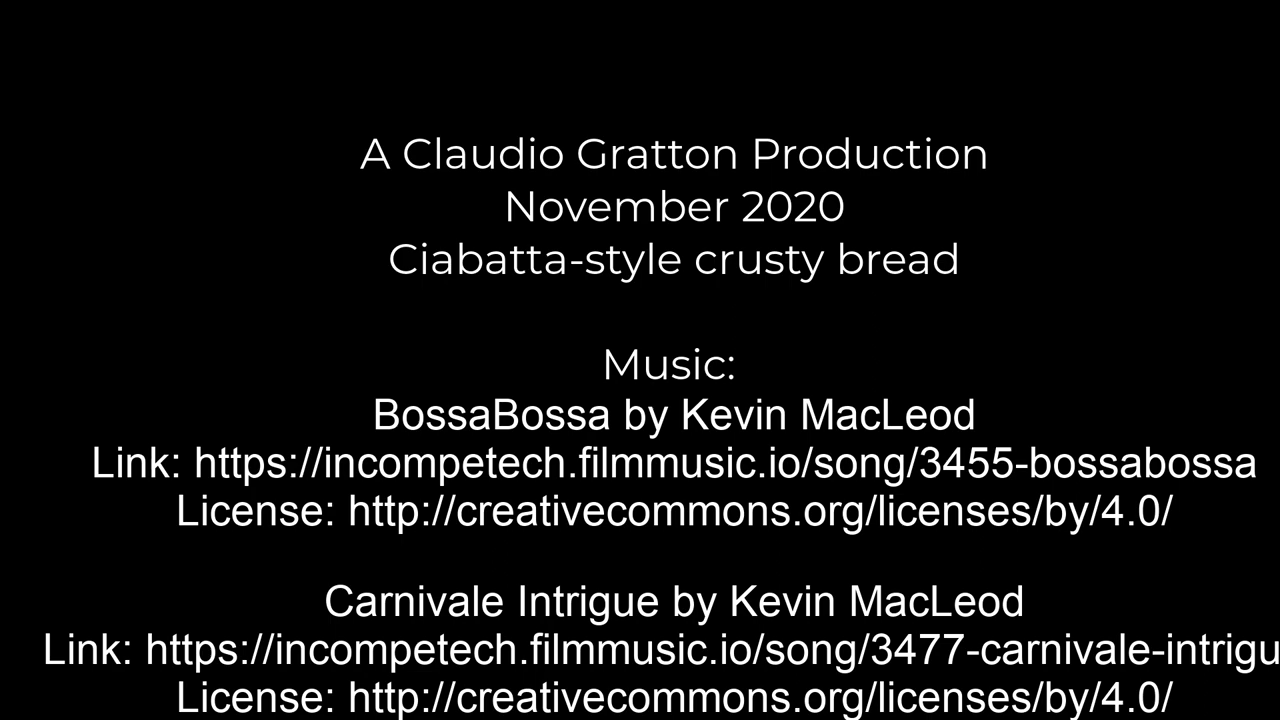 A Claudio Gratton Production
November 2020
Ciabatta-style crusty bread
Music:
BossaBossa by Kevin MacLeod
Link: https://incompetech.filmmusic.io/song/3455-bossabossa
License: http://creativecommons.org/licenses/by/4.0/
Carnivale Intrigue by Kevin MacLeod
Link: https://incompetech.filmmusic.io/song/3477-carnivale-intrigu
License: http://creativecommons.org/licenses/by/4.0/